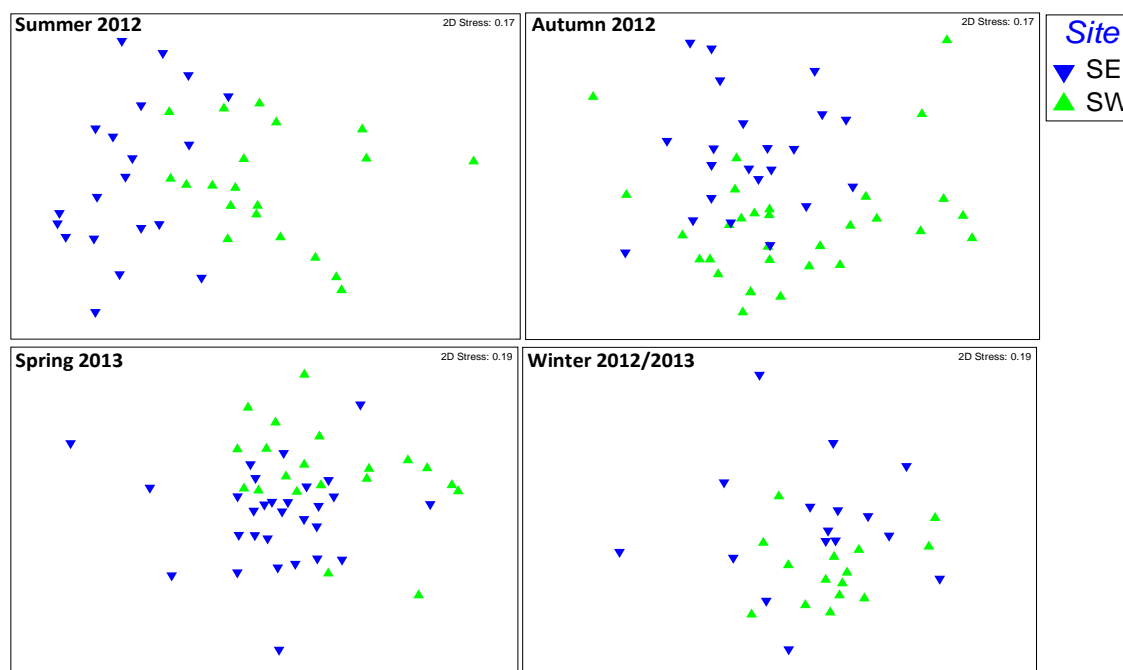 Summer 2012
2D Stress: 0.17
Autumn 2012
2D Stress: 0.17
Site
SE
SW
Spring 2013
2D Stress: 0.19
Winter 2012/2013
2D Stress: 0.19